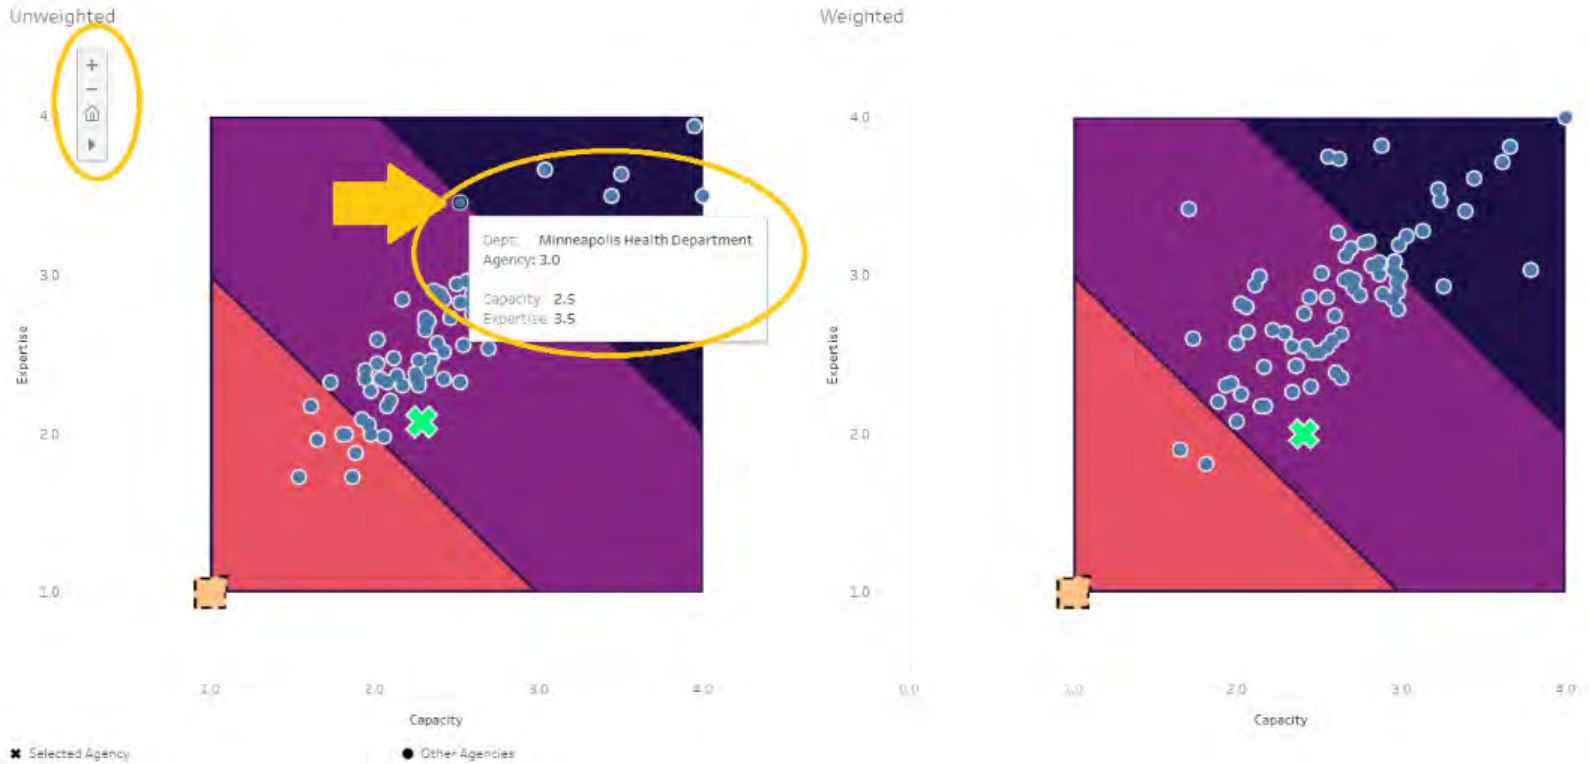 Unweighted
Weighted
+
−
4.
3.0
2.0
1.0
Expertise
1.0 2.0 3.0 4.0
Capacity
Dept: Minneapolis Health Department
Agency: 3.0
Capacity: 2.5
Expertise: 3.5
4.0
3.0
2.0
1.0
Expertise
0.0 1.0 2.0 3.0 4.0
Capacity
Selected Agency
Other Agencies